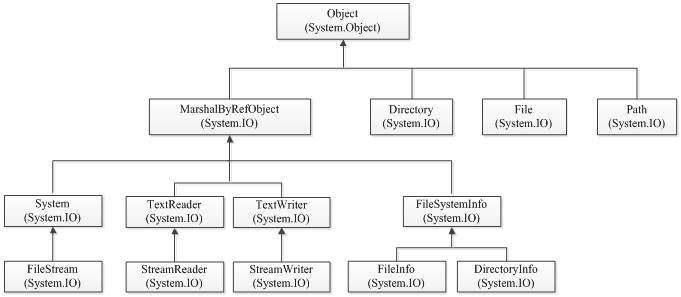 Object
(System.Object)
MarshalByRefObject
(System.IO)
Directory
(System.IO)
File
(System.IO)
Path
(System.IO)
System
(System.IO)
TextReader
(System.IO)
TextWriter
(System.IO)
FileSystemInfo
(System.IO)
FileStream
(System.IO)
StreamReader
(System.IO)
StreamWriter
(System.IO)
FileInfo
(System.IO)
DirectoryInfo
(System.IO)